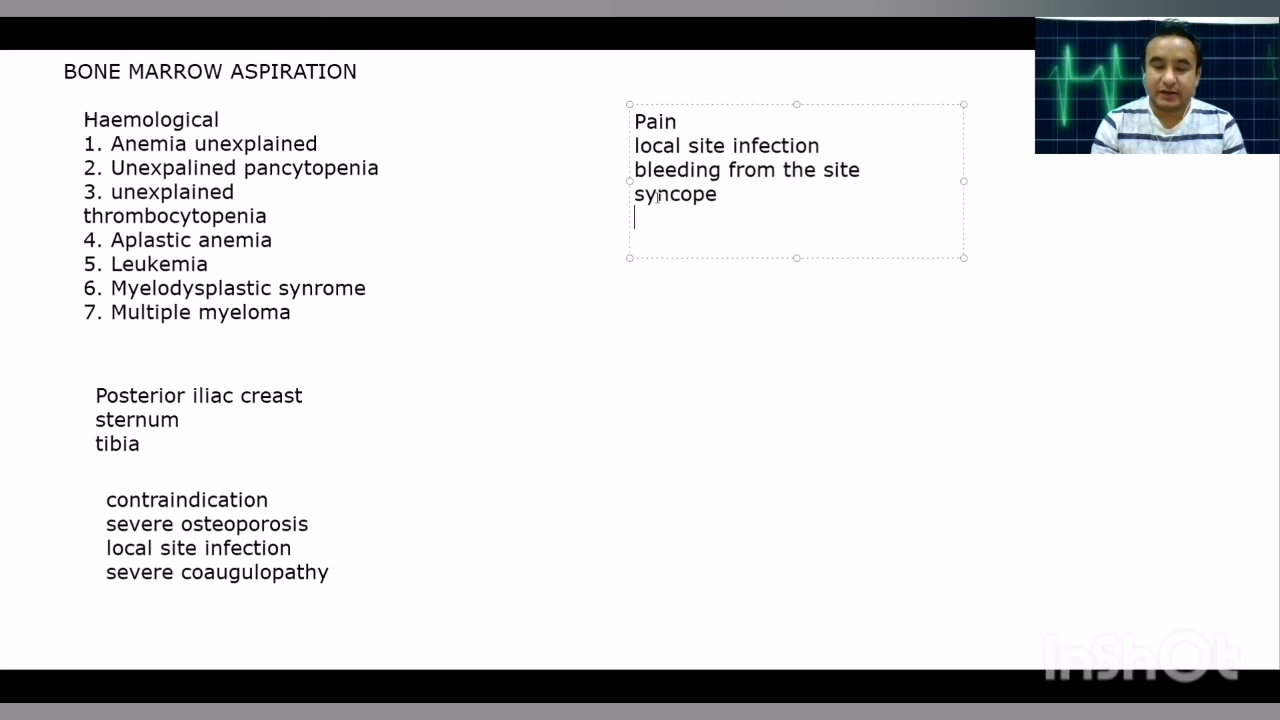 BONE MARROW ASPIRATION
Haemological
1. Anemia unexplained
2. Unexpalined pancytopenia
3. unexplained
thrombocytopenia
4. Aplastic anemia
5. Leukemia
6. Myelodysplastic synrome
7. Multiple myeloma
Posterior iliac creast
sternum
tibia
contraindication
severe osteoporosis
local site infection
severe coaugulopathy
Pain
local site infection
bleeding from the site
syncope
InShOt